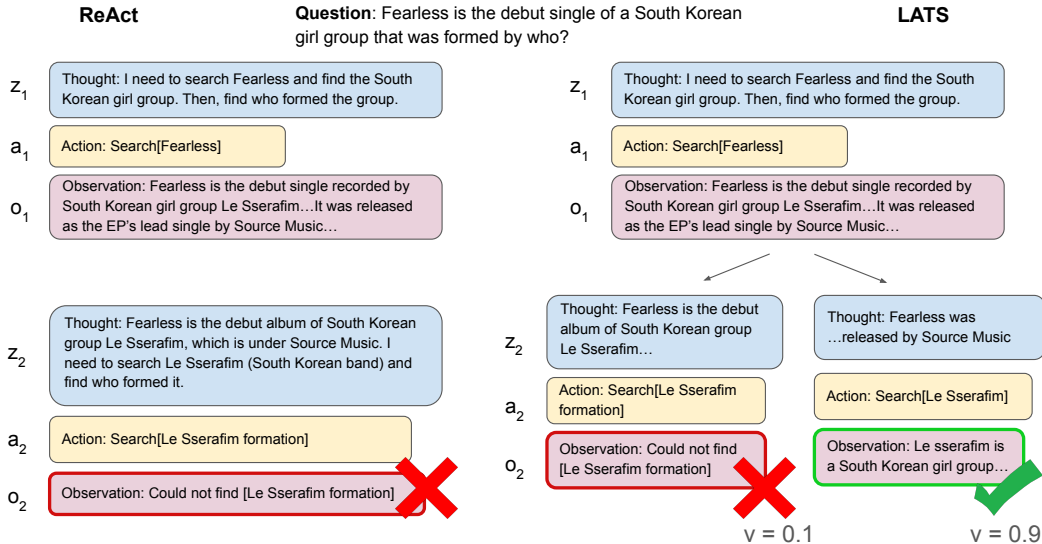 ReAct
Question: Fearless is the debut single of a South Korean
girl group that was formed by who?
LATS
z1
Thought: I need to search Fearless and find the South
Korean girl group. Then, find who formed the group.
a1
Action: Search[Fearless]
o1
Observation: Fearless is the debut single recorded by
South Korean girl group Le Sserafim…It was released
as the EP's lead single by Source Music…
z2
Thought: Fearless is the debut album of South Korean
group Le Sserafim, which is under Source Music. I
need to search Le Sserafim (South Korean band) and
find who formed it.
a2
Action: Search[Le Sserafim formation]
o2
Observation: Could not find [Le Sserafim formation]
z1
Thought: I need to search Fearless and find the South
Korean girl group. Then, find who formed the group.
a1
Action: Search[Fearless]
o1
Observation: Fearless is the debut single recorded by
South Korean girl group Le Sserafim…It was released
as the EP's lead single by Source Music…
z2
Thought: Fearless is the debut
album of South Korean group
Le Sserafim…
a2
Action: Search[Le Sserafim
formation]
o2
Observation: Could not find
[Le Sserafim formation]
v = 0.1
Thought: Fearless was
…released by Source Music
Action: Search[Le Sserafim]
Observation: Le sserafim is
a South Korean girl group…
v = 0.9